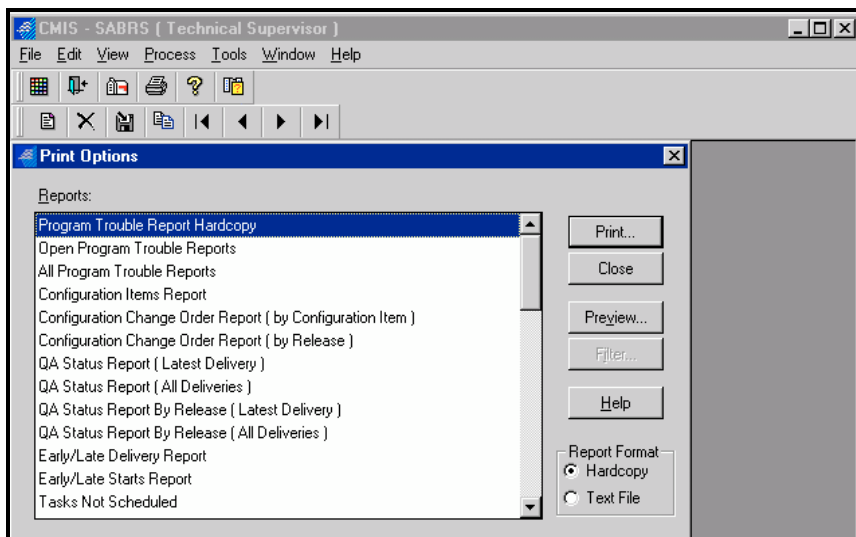 CMIS - SABRS ( Technical Supervisor )
File Edit View Process Tools Window Help
Print Options
Reports:
Program Trouble Report Hardcopy
Open Program Trouble Reports
All Program Trouble Reports
Configuration Items Report
Configuration Change Order Report ( by Configuration Item )
Configuration Change Order Report ( by Release )
QA Status Report ( Latest Delivery )
QA Status Report ( All Deliveries )
QA Status Report By Release ( Latest Delivery )
QA Status Report By Release ( All Deliveries )
Early/Late Delivery Report
Early/Late Starts Report
Tasks Not Scheduled
Print...
Close
Preview...
Filter...
Help
Report Format
Hardcopy
Text File